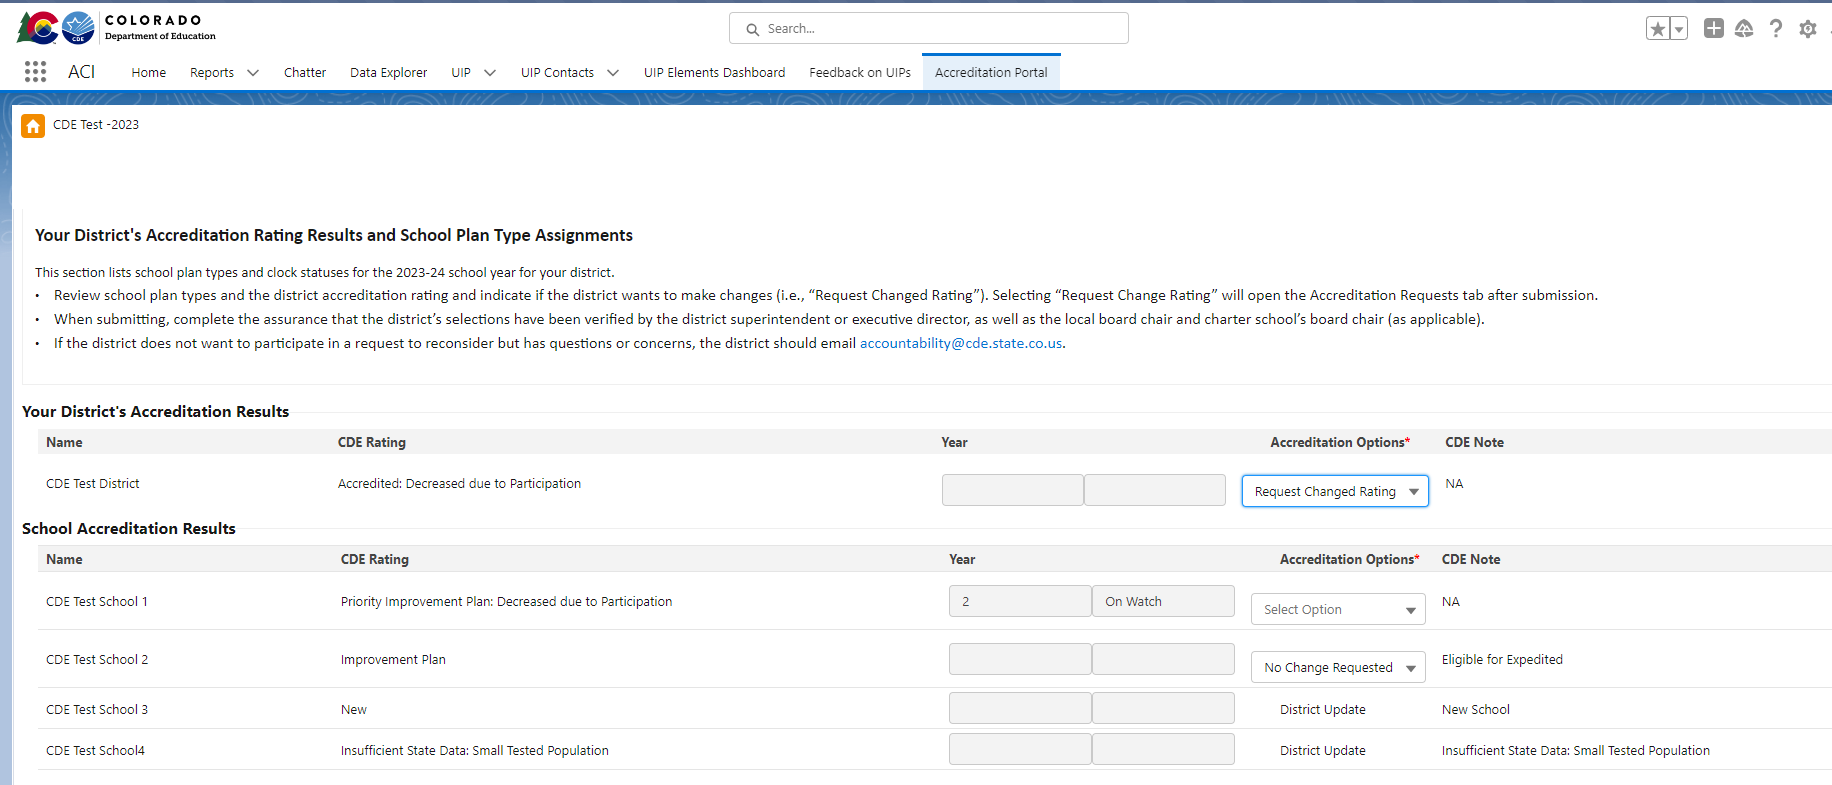 COLORADO
Department of Education
CDE
Search...
ACI Home Reports Chatter Data Explorer UIP UIP Contacts UIP Elements Dashboard Feedback on UIPs Accreditation Portal
CDE Test -2023
Your District's Accreditation Rating Results and School Plan Type Assignments
This section lists school plan types and clock statuses for the 2023-24 school year for your district.
• Review school plan types and the district accreditation rating and indicate if the district wants to make changes (i.e., “Request Changed Rating”). Selecting “Request Change Rating” will open the Accreditation Requests tab after submission.
• When submitting, complete the assurance that the district’s selections have been verified by the district superintendent or executive director, as well as the local board chair and charter school’s board chair (as applicable).
• If the district does not want to participate in a request to reconsider but has questions or concerns, the district should email accountability@cde.state.co.us.
Your District's Accreditation Results
Name CDE Rating Year Accreditation Options* CDE Note
CDE Test District Accredited: Decreased due to Participation Request Changed Rating NA
School Accreditation Results
Name CDE Rating Year Accreditation Options* CDE Note
CDE Test School 1 Priority Improvement Plan: Decreased due to Participation 2 On Watch Select Option NA
CDE Test School 2 Improvement Plan No Change Requested Eligible for Expedited
CDE Test School 3 New District Update New School
CDE Test School4 Insufficient State Data: Small Tested Population District Update Insufficient State Data: Small Tested Population